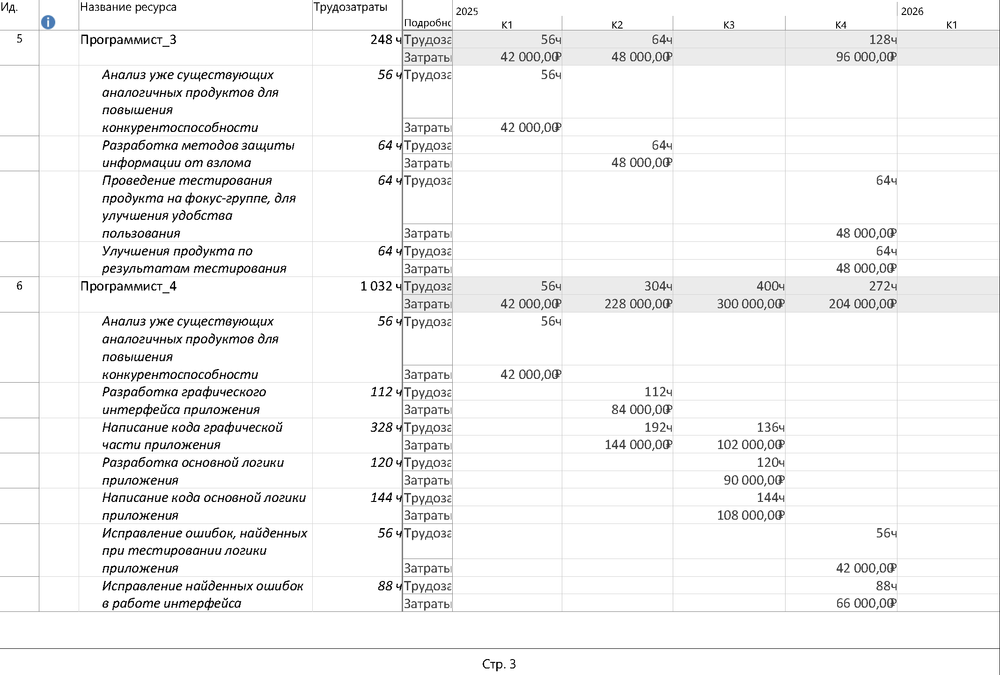 Ид. Название ресурса Трудозатраты
Подробнс 2025 2026
К1 К2 К3 К4 К1
5 Программист_3 248 ч Трудоза 56ч 64ч 128ч
Затраты 42 000,00₽ 48 000,00₽ 96 000,00₽
Анализ уже существующих 56 ч Трудоза 56ч
аналогичных продуктов для
повышения
конкурентоспособности Затраты 42 000,00₽
Разработка методов защиты 64 ч Трудоза 64ч
информации от взлома Затраты 48 000,00₽
Проведение тестирования 64 ч Трудоза 64ч
продукта на фокус-группе, для
улучшения удобства
пользования Затраты 48 000,00₽
Улучшения продукта по 64 ч Трудоза 64ч
результатам тестирования Затраты 48 000,00₽
6 Программист_4 1 032 ч Трудоза 56ч 304ч 400ч 272ч
Затраты 42 000,00₽ 228 000,00₽ 300 000,00₽ 204 000,00₽
Анализ уже существующих 56 ч Трудоза 56ч
аналогичных продуктов для
повышения
конкурентоспособности Затраты 42 000,00₽
Разработка графического 112 ч Трудоза 112ч
интерфейса приложения Затраты 84 000,00₽
Написание кода графической 328 ч Трудоза 192ч 136ч
части приложения Затраты 144 000,00₽ 102 000,00₽
Разработка основной логики 120 ч Трудоза 120ч
приложения Затраты 90 000,00₽
Написание кода основной логики 144 ч Трудоза 144ч
приложения Затраты 108 000,00₽
Исправление ошибок, найденных 56 ч Трудоза 56ч
при тестировании логики
приложения Затраты 42 000,00₽
Исправление найденных ошибок 88 ч Трудоза 88ч
в работе интерфейса Затраты 66 000,00₽
Стр. 3